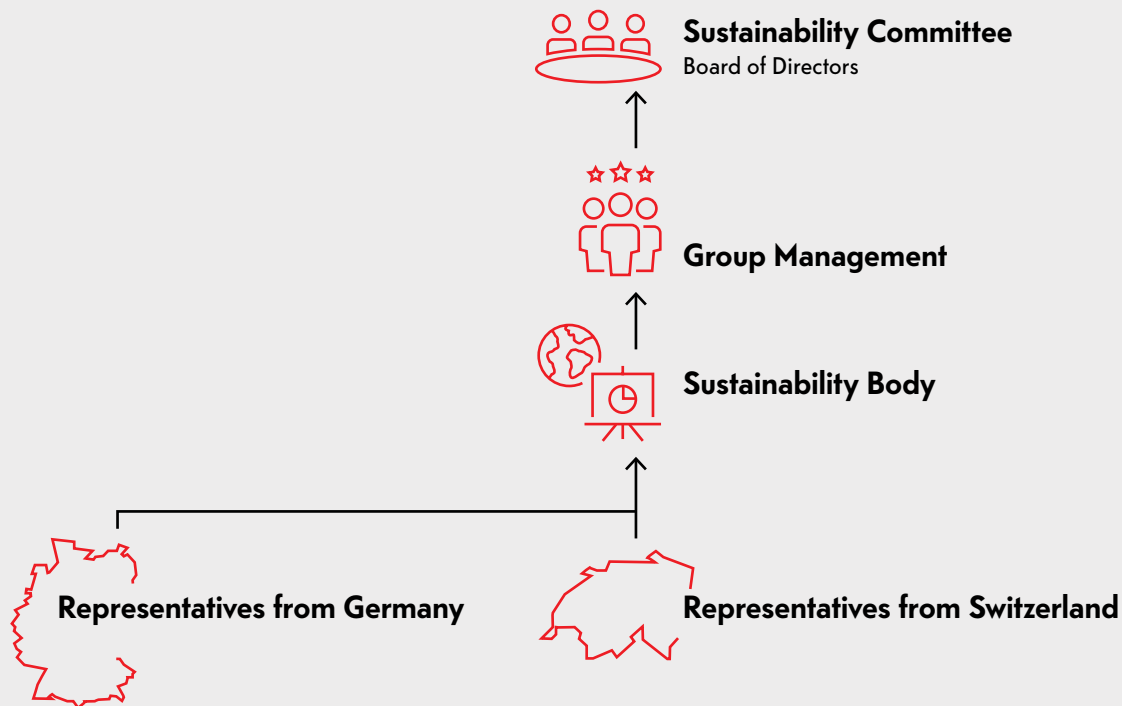 Sustainability Committee
Board of Directors
Group Management
Sustainability Body
Representatives from Germany
Representatives from Switzerland